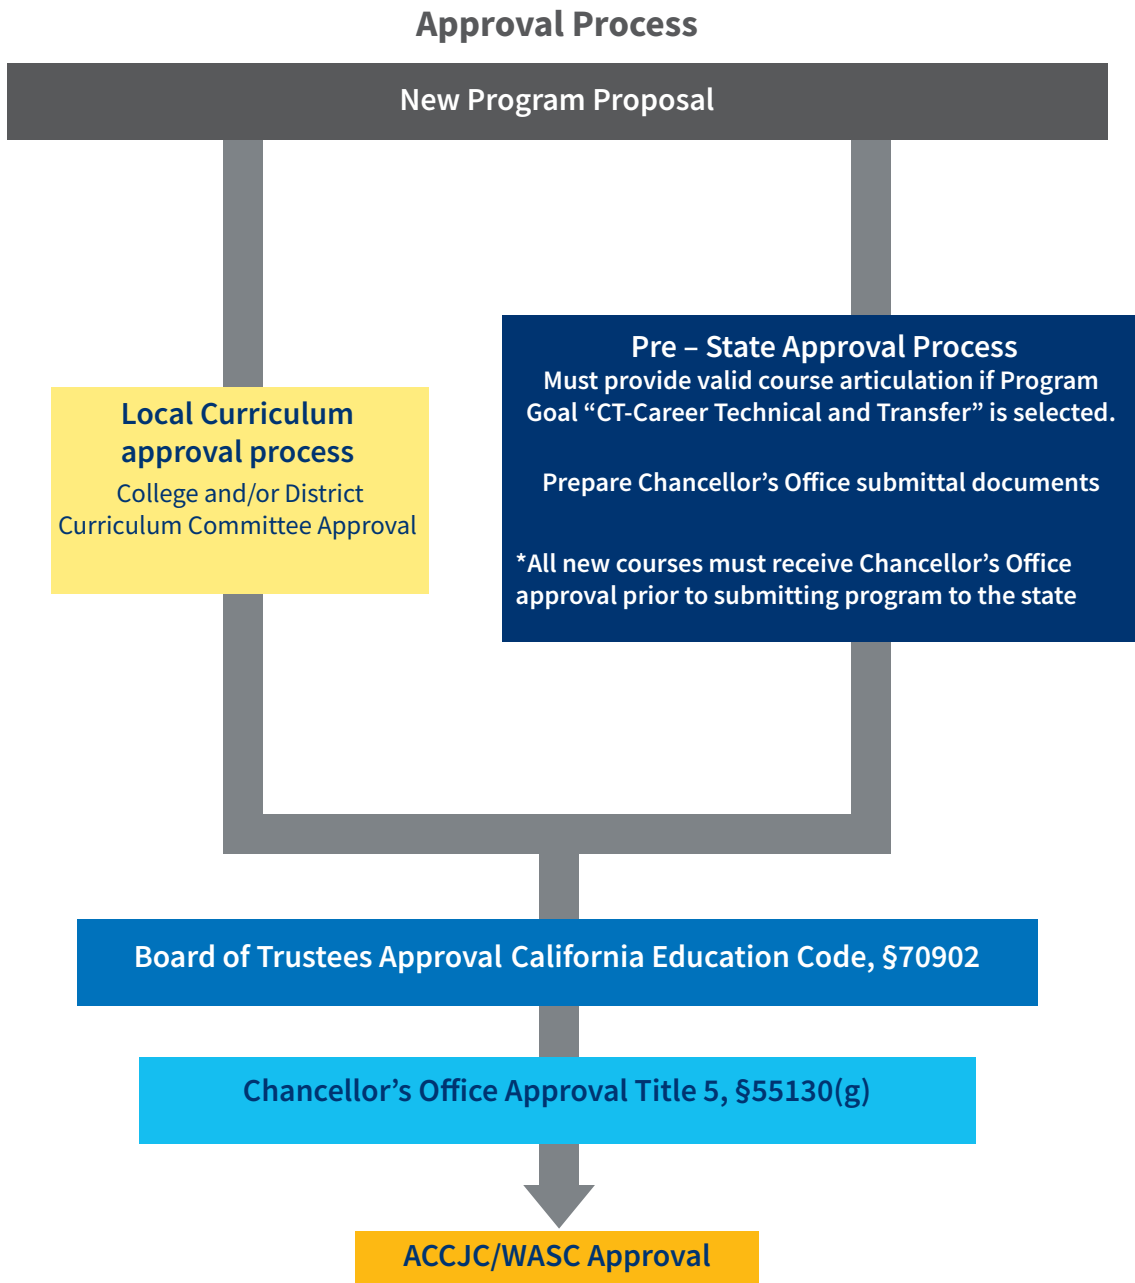 Approval Process
New Program Proposal
Local Curriculum
approval process
College and/or District
Curriculum Committee Approval
Pre – State Approval Process
Must provide valid course articulation if Program
Goal “CT-Career Technical and Transfer” is selected.
Prepare Chancellor’s Office submittal documents
*All new courses must receive Chancellor’s Office
approval prior to submitting program to the state
Board of Trustees Approval California Education Code, §70902
Chancellor’s Office Approval Title 5, §55130(g)
ACCJC/WASC Approval